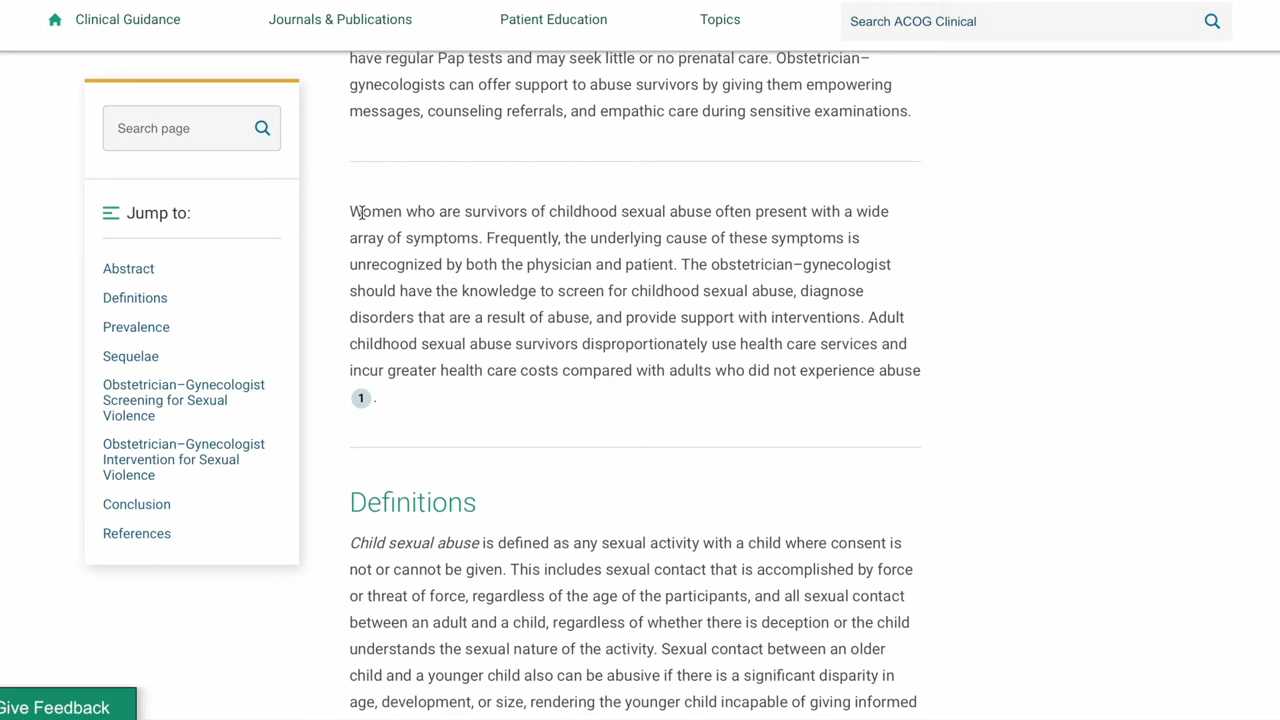 Clinical Guidance
Journals & Publications
Patient Education
Topics
Search ACOG Clinical
have regular Pap tests and may seek little or no prenatal care. Obstetrician–
gynecologists can offer support to abuse survivors by giving them empowering
messages, counseling referrals, and empathic care during sensitive examinations.
Search page
Jump to:
Abstract
Definitions
Prevalence
Sequelae
Obstetrician–Gynecologist
Screening for Sexual
Violence
Obstetrician–Gynecologist
Intervention for Sexual
Violence
Conclusion
References
Women who are survivors of childhood sexual abuse often present with a wide
array of symptoms. Frequently, the underlying cause of these symptoms is
unrecognized by both the physician and patient. The obstetrician–gynecologist
should have the knowledge to screen for childhood sexual abuse, diagnose
disorders that are a result of abuse, and provide support with interventions. Adult
childhood sexual abuse survivors disproportionately use health care services and
incur greater health care costs compared with adults who did not experience abuse
1 .
Definitions
Child sexual abuse is defined as any sexual activity with a child where consent is
not or cannot be given. This includes sexual contact that is accomplished by force
or threat of force, regardless of the age of the participants, and all sexual contact
between an adult and a child, regardless of whether there is deception or the child
understands the sexual nature of the activity. Sexual contact between an older
child and a younger child also can be abusive if there is a significant disparity in
age, development, or size, rendering the younger child incapable of giving informed
Give Feedback